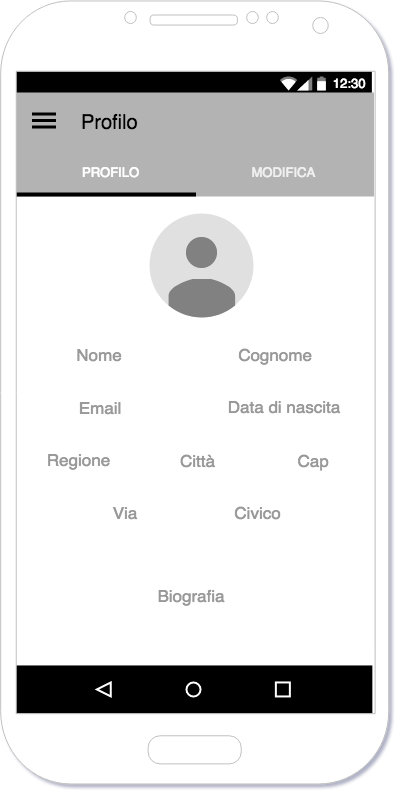 12:30
Profilo
PROFILO MODIFICA
Nome Cognome
Email Data di nascita
Regione Città Cap
Via Civico
Biografia